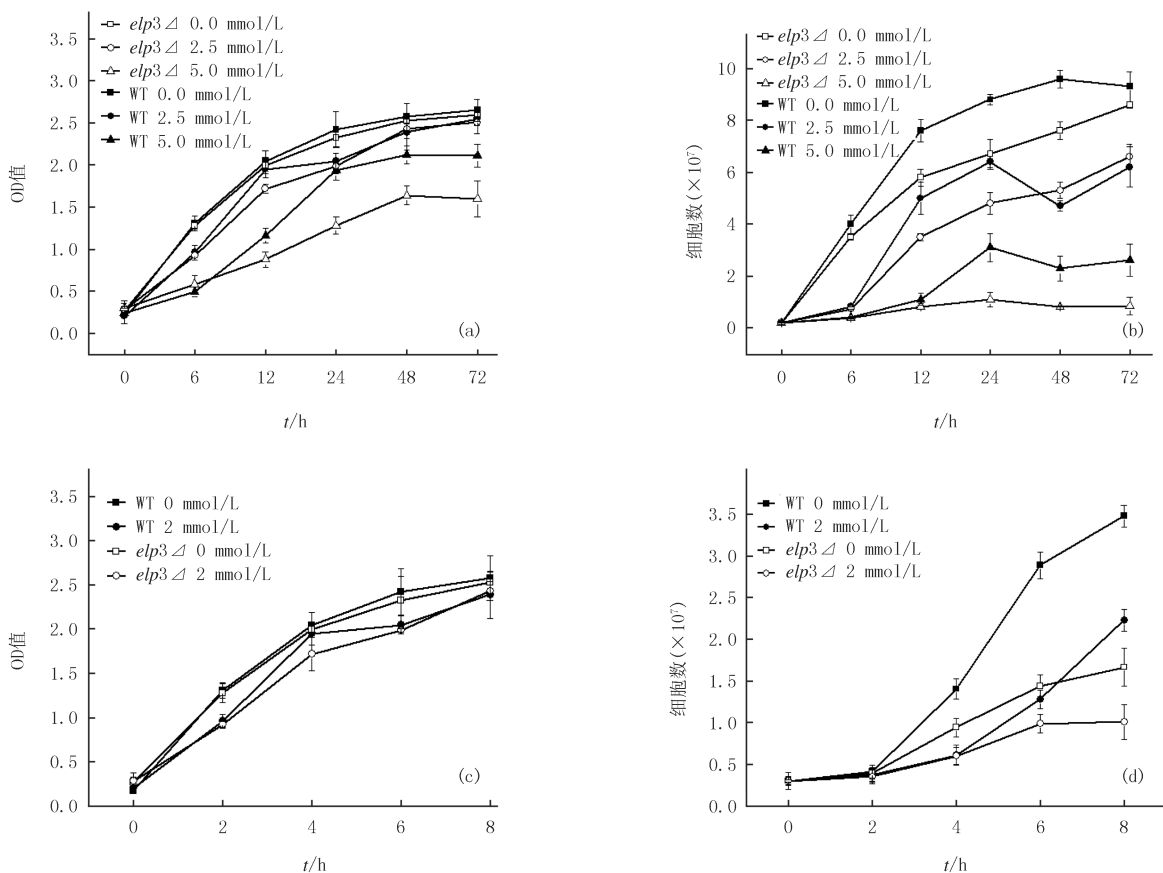 elp3⊿ 0.0 mmol/L
elp3⊿ 2.5 mmol/L
elp3⊿ 5.0 mmol/L
WT 0.0 mmol/L
WT 2.5 mmol/L
WT 5.0 mmol/L
3.5
3.0
2.5
2.0
1.5
1.0
0.5
0.0
OD值
(a)
0 6 12 24 48 72
t/h
elp3⊿ 0.0 mmol/L
elp3⊿ 2.5 mmol/L
elp3⊿ 5.0 mmol/L
WT 0.0 mmol/L
WT 2.5 mmol/L
WT 5.0 mmol/L
10
8
6
4
2
0
细胞数(×10⁷)
(b)
0 6 12 24 48 72
t/h
WT 0 mmol/L
WT 2 mmol/L
elp3⊿ 0 mmol/L
elp3⊿ 2 mmol/L
3.5
3.0
2.5
2.0
1.5
1.0
0.5
0.0
OD值
(c)
0 2 4 6 8
t/h
WT 0 mmol/L
WT 2 mmol/L
elp3⊿ 0 mmol/L
elp3⊿ 2 mmol/L
3.5
3.0
2.5
2.0
1.5
1.0
0.5
0.0
细胞数(×10⁷)
(d)
0 2 4 6 8
t/h